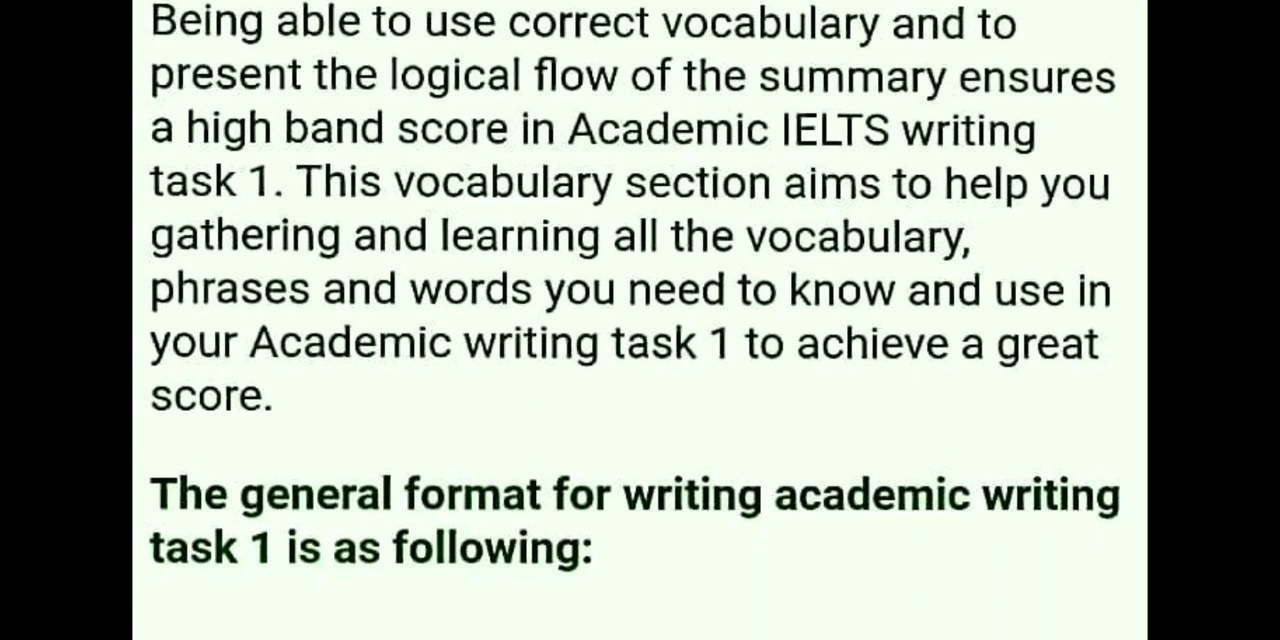 Being able to use correct vocabulary and to
present the logical flow of the summary ensures
a high band score in Academic IELTS writing
task 1. This vocabulary section aims to help you
gathering and learning all the vocabulary,
phrases and words you need to know and use in
your Academic writing task 1 to achieve a great
score.
The general format for writing academic writing
task 1 is as following: